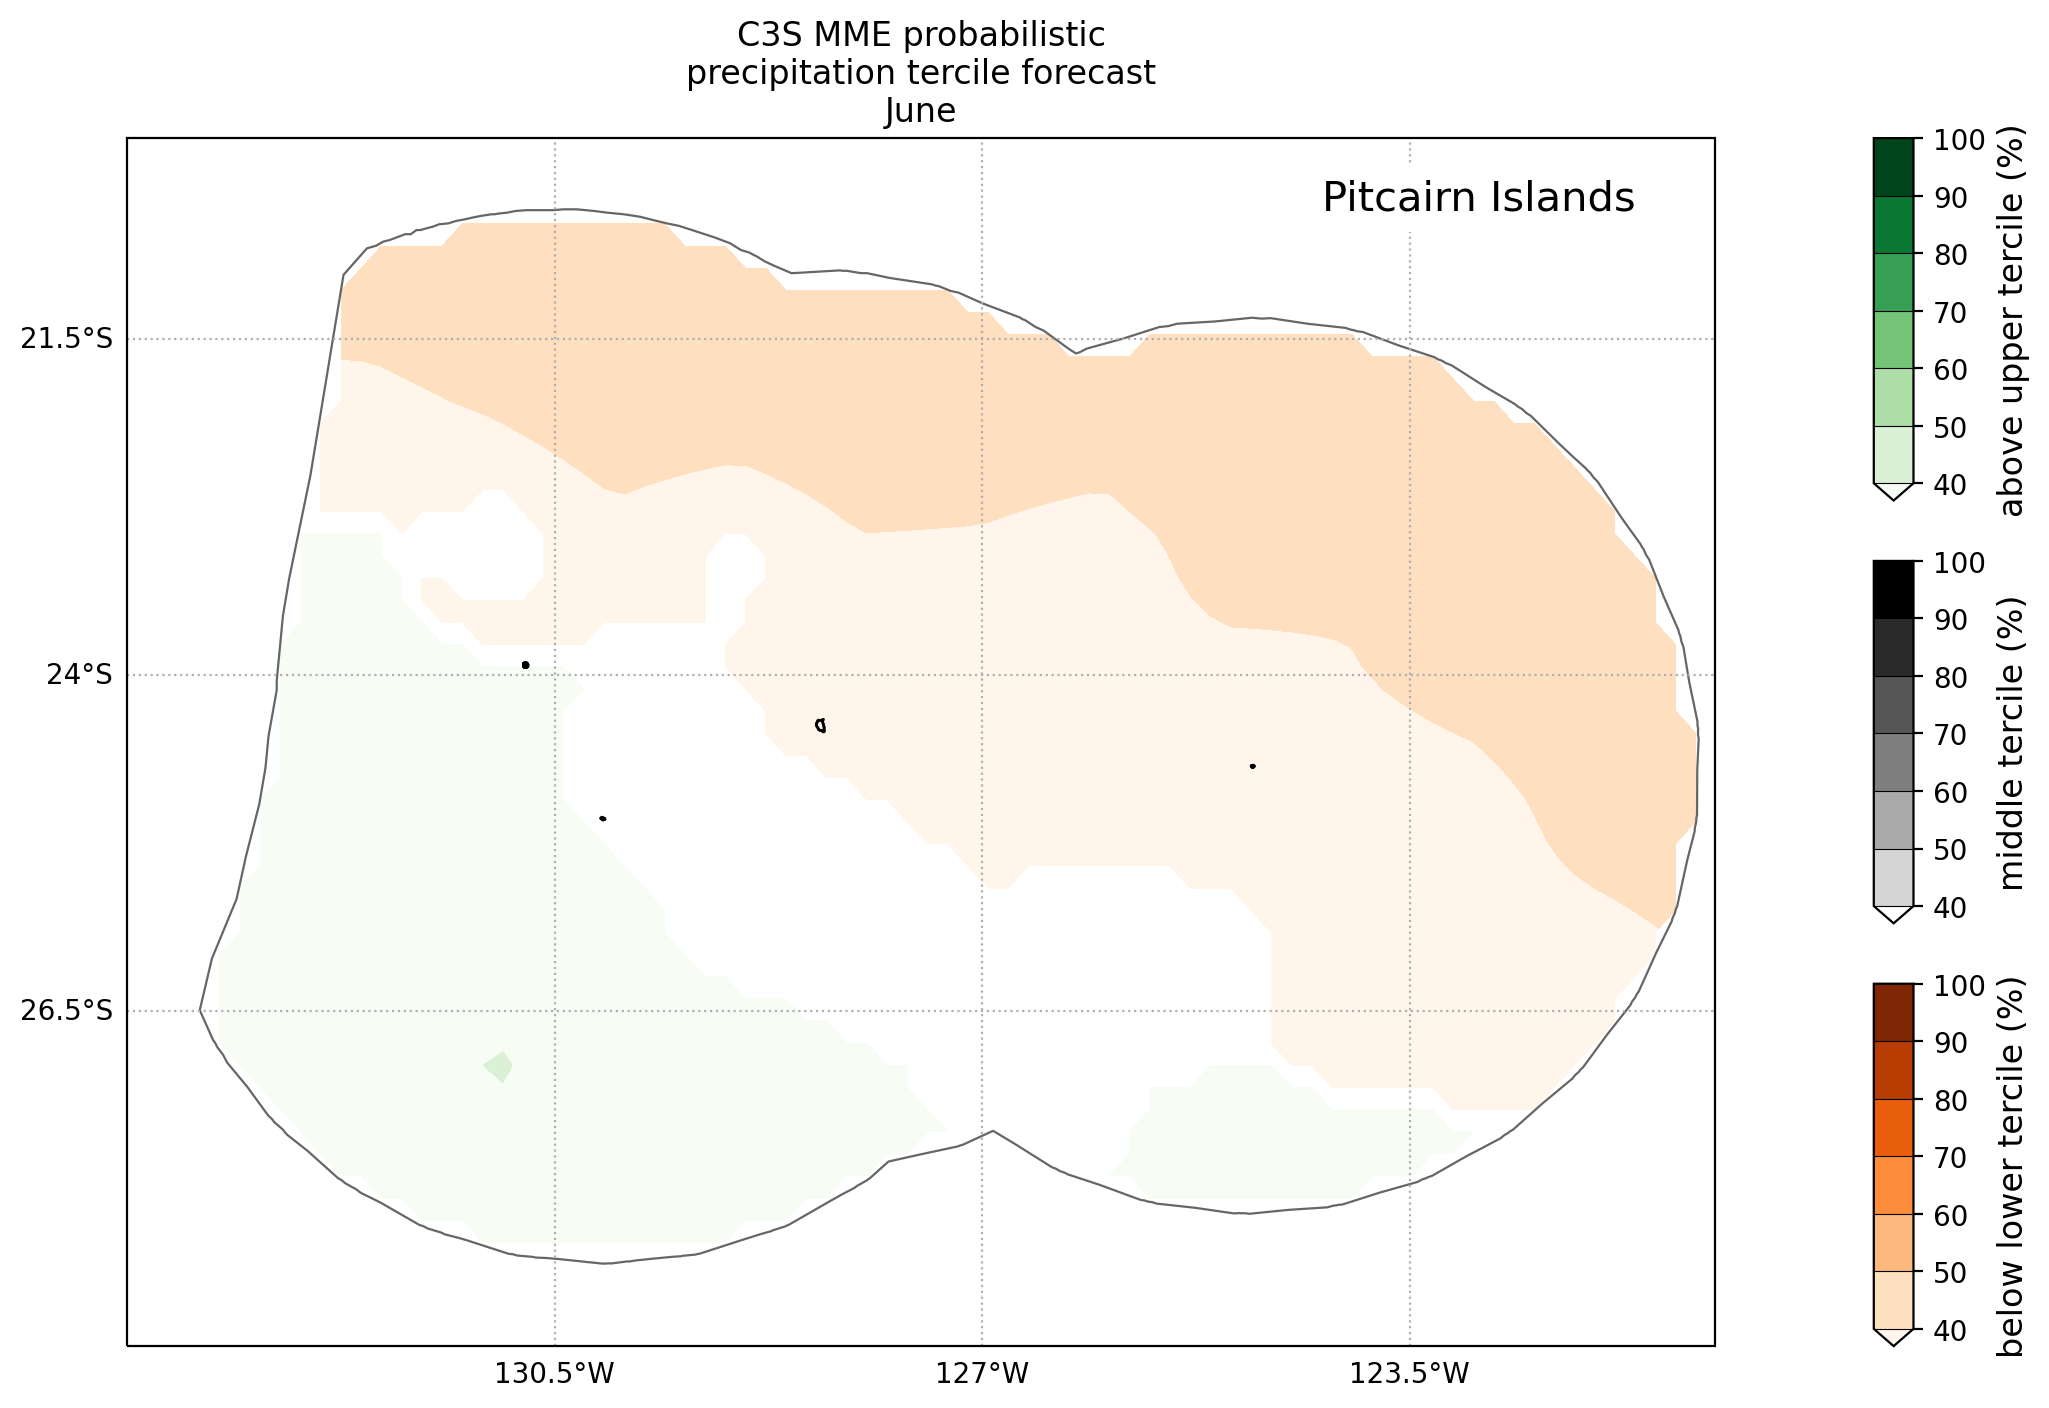 C3S MME probabilistic
precipitation tercile forecast
June
Pitcairn Islands
21.5°S
24°S
26.5°S
130.5°W
127°W
123.5°W
100
90
80
70
60
50
40
above upper tercile (%)
100
90
80
70
60
50
40
middle tercile (%)
100
90
80
70
60
50
40
below lower tercile (%)